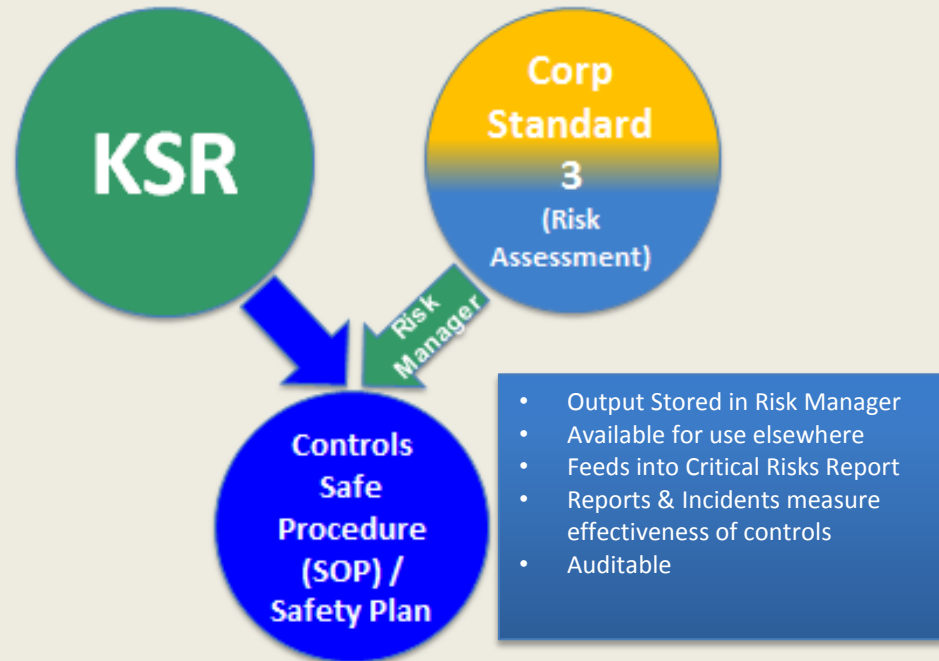 KSR
Corp
Standard
3
(Risk
Assessment)
Risk
Manager
Controls
Safe
Procedure
(SOP) /
Safety Plan
• Output Stored in Risk Manager
• Available for use elsewhere
• Feeds into Critical Risks Report
• Reports & Incidents measure
effectiveness of controls
• Auditable